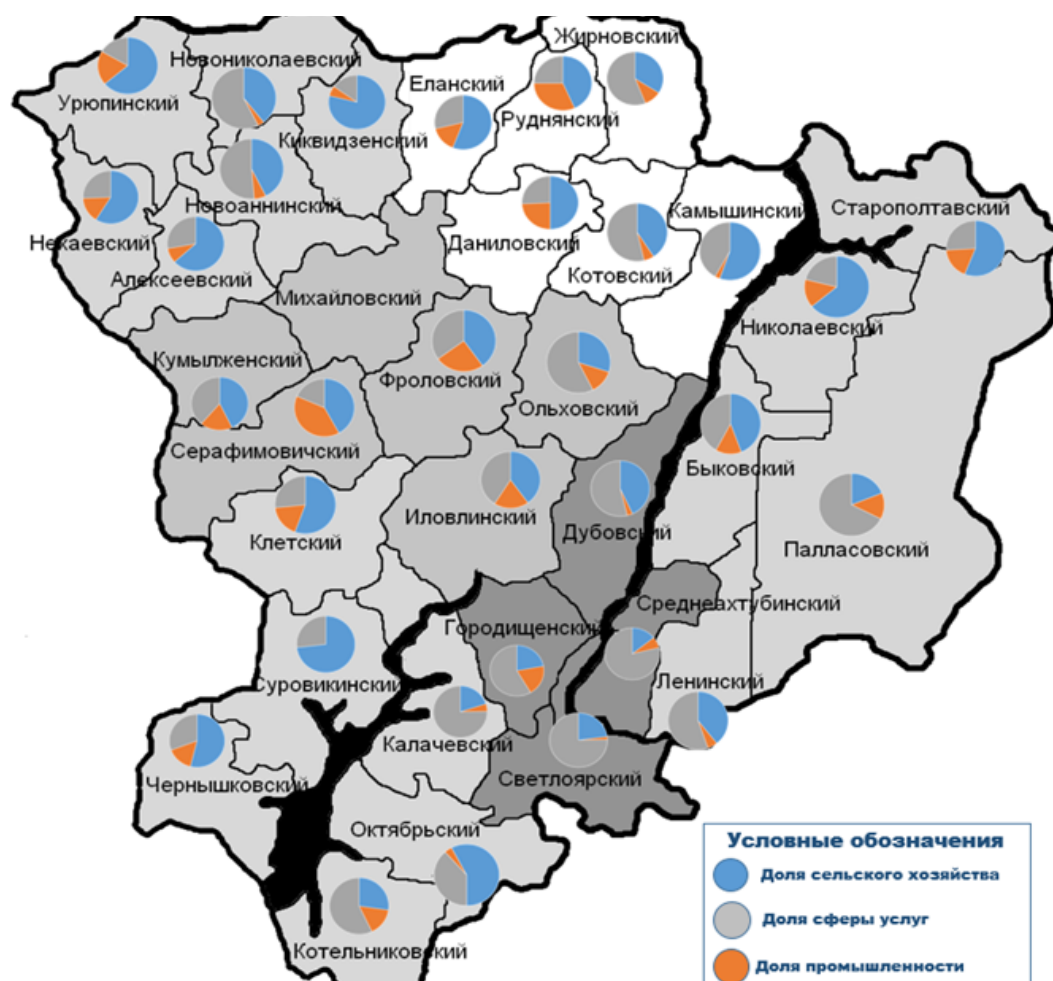 Жирновский
Новониколаевский
Еланский
Урюпинский
Руднянский
Киквидзенский
Новоаннинский
Камышинский
Старополтавский
Нехаевский
Даниловский
Котовский
Алексеевский
Михайловский
Николаевский
Кумылженский
Фроловский
Ольховский
Серафимовичский
Быковский
Иловлинский
Дубовский
Клетский
Палласовский
Среднеахтубинский
Городищенский
Суровикинский
Ленинский
Калачевский
Светлоярский
Чернышковский
Октябрьский
Котельниковский
Условные обозначения
Доля сельского хозяйства
Доля сферы услуг
Доля промышленности